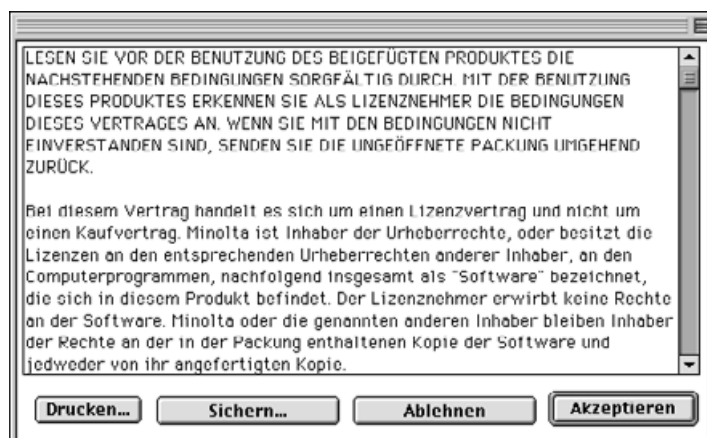 LESEN SIE VOR DER BENUTZUNG DES BEIGEFÜGTEN PRODUKTES DIE
NACHSTEHENDEN BEDINGUNGEN SORGFÄLTIG DURCH. MIT DER BENUTZUNG
DIESES PRODUKTES ERKENNEN SIE ALS LIZENZNEHMER DIE BEDINGUNGEN
DIESES VERTRAGES AN. WENN SIE MIT DEN BEDINGUNGEN NICHT
EINVERSTANDEN SIND, SENDEN SIE DIE UNGEÖFFNETE PACKUNG UMGEHEND
ZURÜCK.
Bei diesem Vertrag handelt es sich um einen Lizenzvertrag und nicht um
einen Kaufvertrag. Minolta ist Inhaber der Urheberrechte, oder besitzt die
Lizenzen an den entsprechenden Urheberrechten anderer Inhaber, an den
Computerprogrammen, nachfolgend insgesamt als "Software" bezeichnet,
die sich in diesem Produkt befindet. Der Lizenznehmer erwirbt keine Rechte
an der Software. Minolta oder die genannten anderen Inhaber bleiben Inhaber
der Rechte an der in der Packung enthaltenen Kopie der Software und
jedweder von ihr angefertigten Kopie.
Drucken... Sichern... Ablehnen Akzeptieren